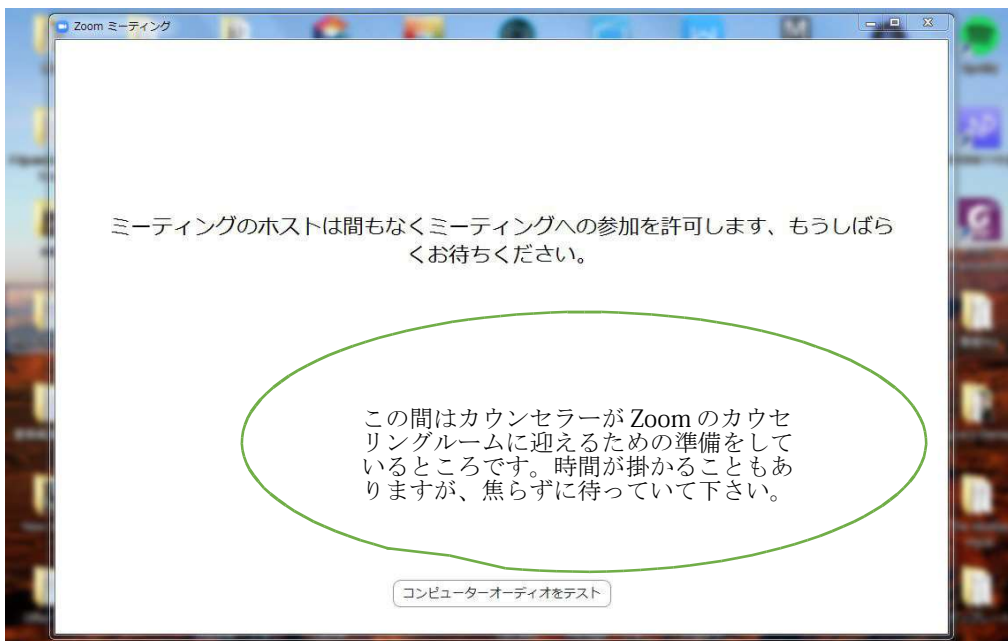 Zoom ミーティング
ミーティングのホストは間もなくミーティングへの参加を許可します、もうしばら
くお待ちください。
この間はカウンセラーが Zoom のカウセ
リングルームに迎えるための準備をして
いるところです。時間が掛かることもあ
りますが、焦らずに待っていて下さい。
コンピューターオーディオをテスト